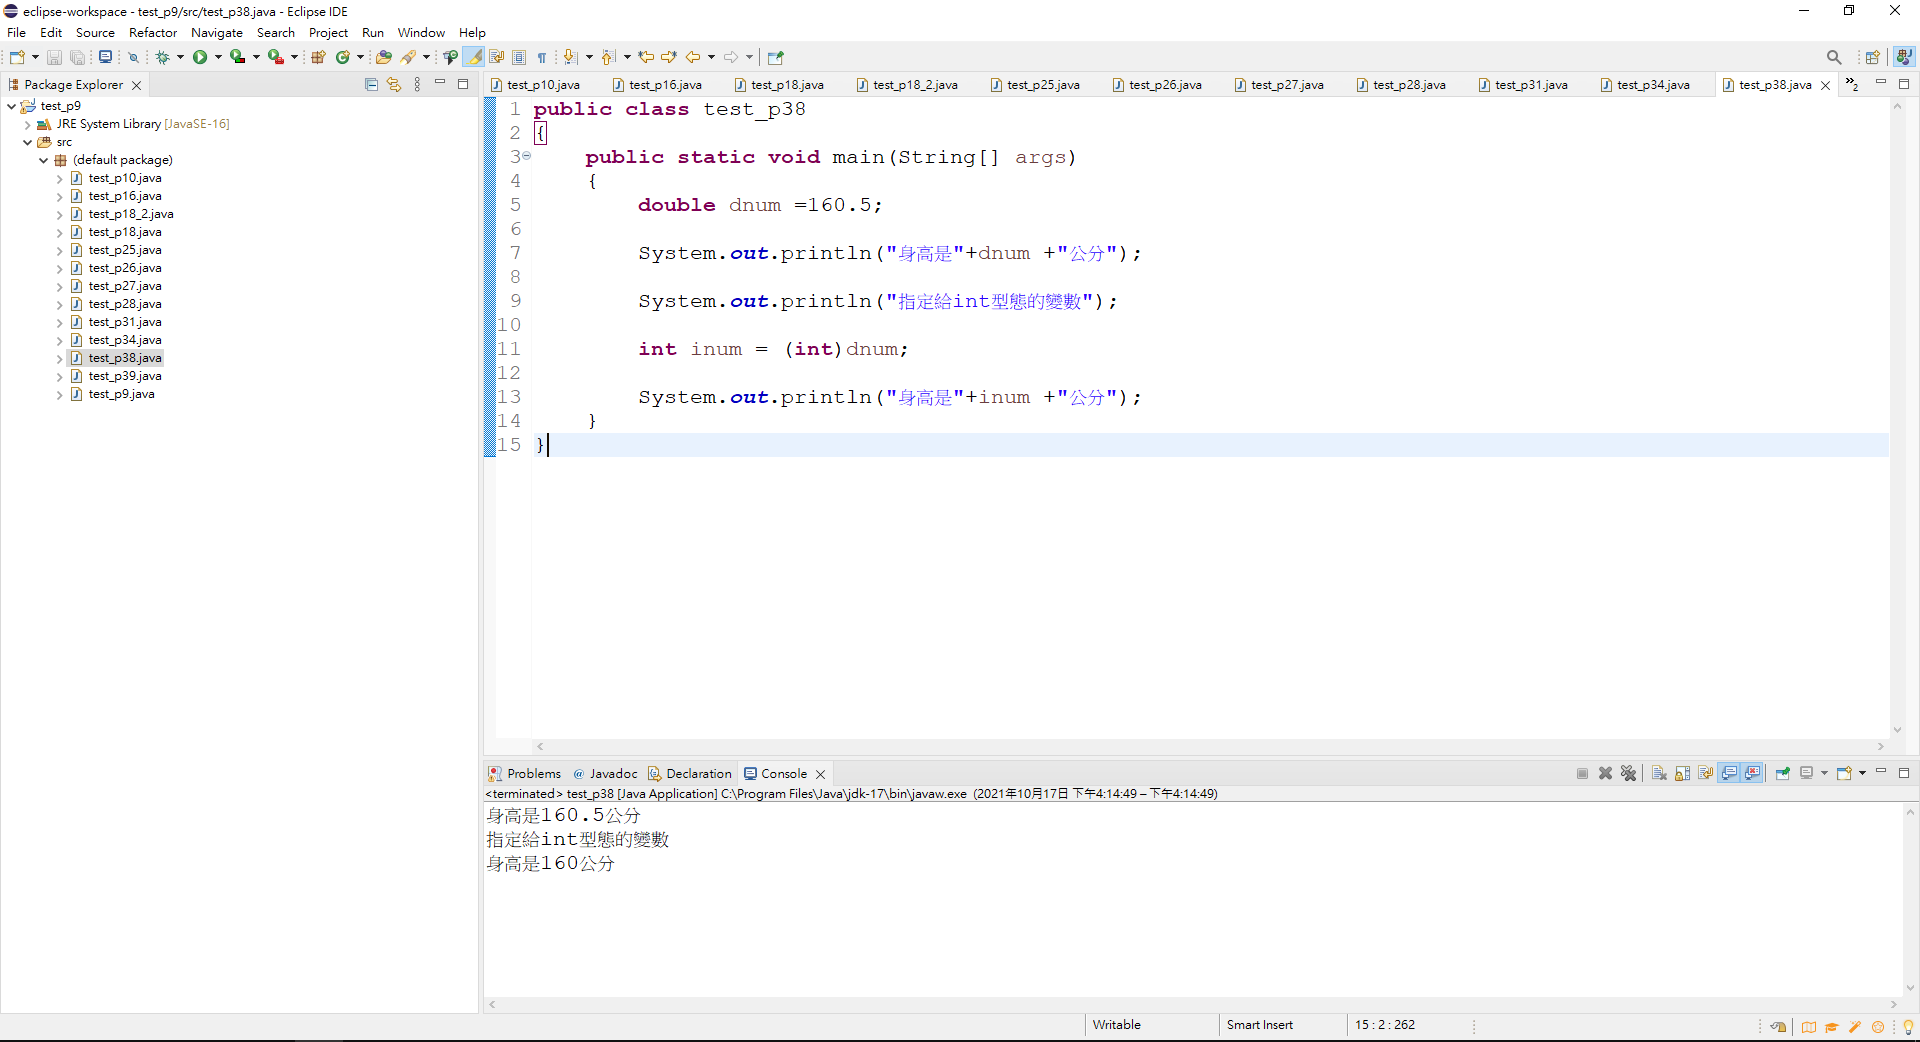 eclipse-workspace - test_p9/src/test_p38.java - Eclipse IDE
File Edit Source Refactor Navigate Search Project Run Window Help
Package Explorer
test_p9
JRE System Library [JavaSE-16]
src
(default package)
test_p10.java
test_p16.java
test_p18_2.java
test_p18.java
test_p25.java
test_p26.java
test_p27.java
test_p28.java
test_p31.java
test_p34.java
test_p38.java
test_p39.java
test_p9.java
test_p10.java test_p16.java test_p18.java test_p18_2.java test_p25.java test_p26.java test_p27.java test_p28.java test_p31.java test_p34.java test_p38.java »2
1 public class test_p38
2 {
3 public static void main(String[] args)
4 {
5 double dnum =160.5;
6
7 System.out.println("身高是"+dnum +"公分");
8
9 System.out.println("指定給int型態的變數");
10
11 int inum = (int)dnum;
12
13 System.out.println("身高是"+inum +"公分");
14 }
15 }
Problems @ Javadoc Declaration Console
<terminated> test_p38 [Java Application] C:\Program Files\Java\jdk-17\bin\javaw.exe (2021年10月17日 下午4:14:49 – 下午4:14:49)
身高是160.5公分
指定給int型態的變數
身高是160公分
Writable Smart Insert 15 : 2 : 262